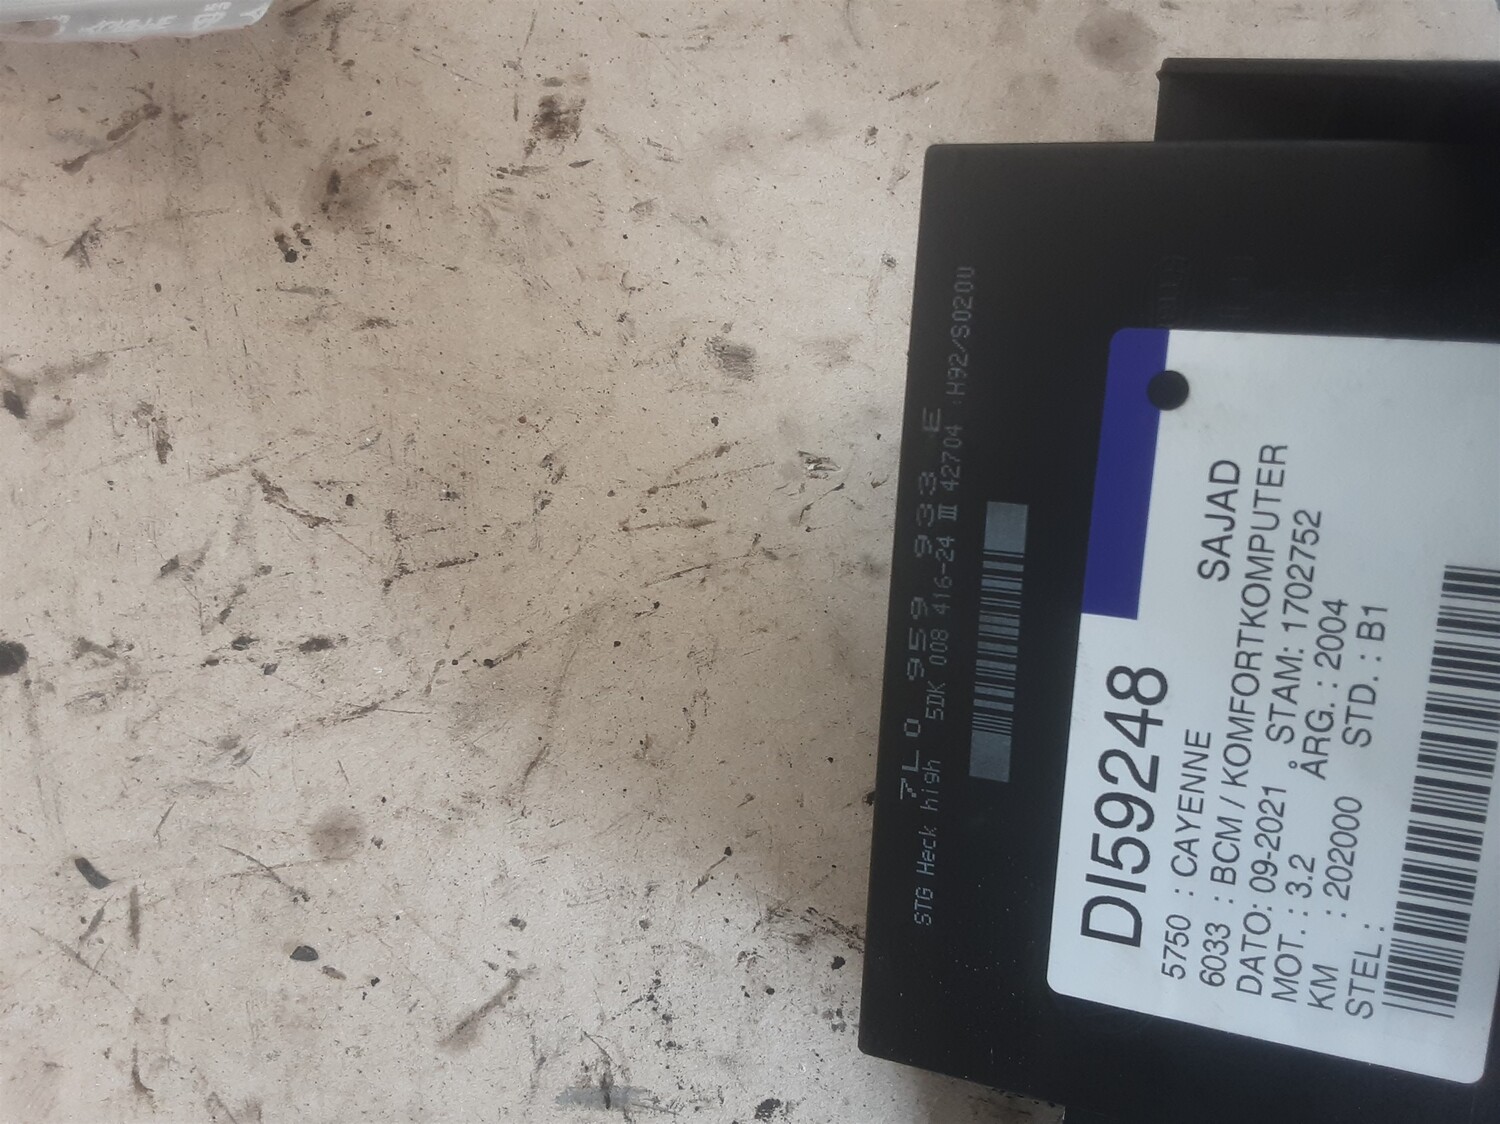 7L0 959 933 E
STG Heck high 5DK 008 416-24 III 42704 :H92/S020U
SAJAD
DI59248
5750 : CAYENNE
6033 : BCM / KOMFORTKOMPUTER
DATO: 09-2021 STAM: 1702752
MOT. : 3.2 ÅRG. : 2004
KM : 202000 STD. : B1
STEL :